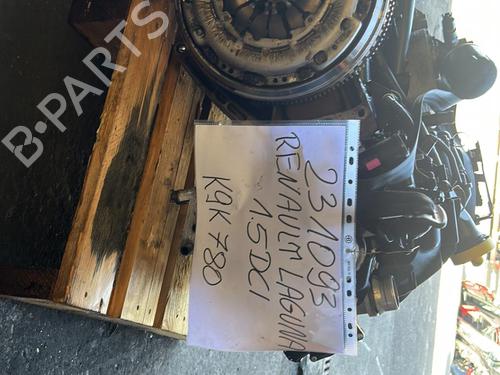 B-PARTS
231093
RENAULT LAGUNA
1.5DCI
K9K 780